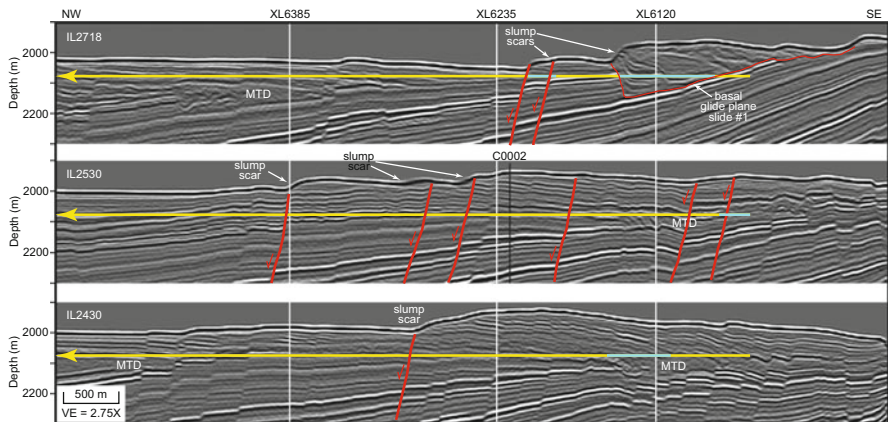 NW XL6385 XL6235 XL6120 SE
IL2718
slump
scars
2000
Depth (m)
2200
MTD
basal
glide plane
slide #1
IL2530
slump
scar
slump
scar
C0002
2000
Depth (m)
2200
MTD
IL2430
slump
scar
2000
Depth (m)
2200
MTD
MTD
500 m
VE = 2.75X